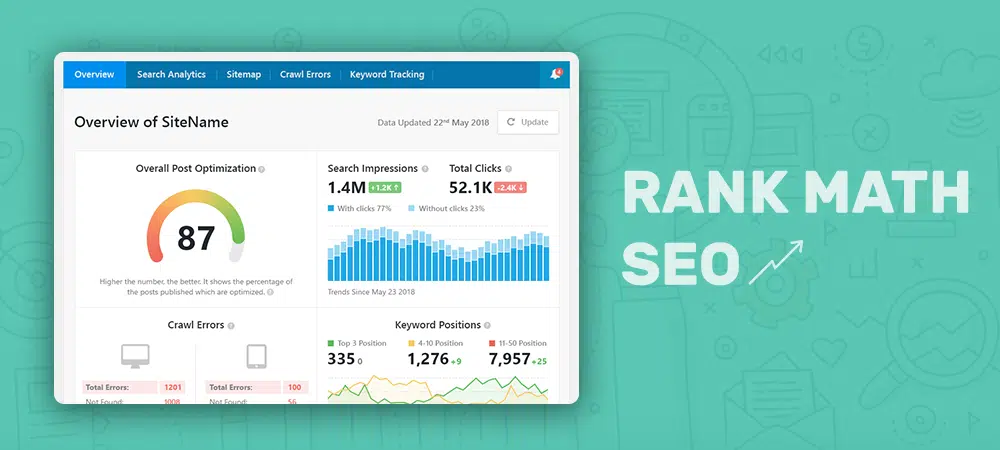 Overview
Search Analytics
Sitemap
Crawl Errors
Keyword Tracking
Overview of SiteName
Data Updated 22nd May 2018
Update
Overall Post Optimization
87
Higher the number, the better. It shows the percentage of
the posts published which are optimized.
Search Impressions
1.4M +1.2K
Total Clicks
52.1K -2.4K
With clicks 77%
Without clicks 23%
Trends Since May 23 2018
Crawl Errors
Total Errors: 1201
Not Found: 1008
Total Errors: 100
Not Found: 56
Keyword Positions
Top 3 Position
335 0
4-10 Position
1,276 +9
11-50 Position
7,957 +25
RANK MATH
SEO